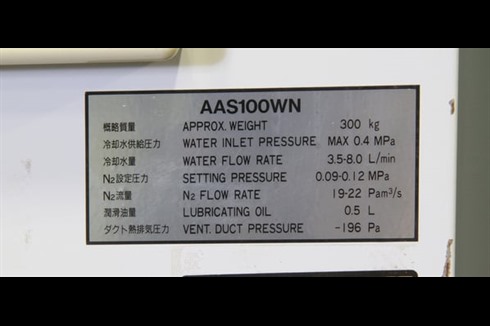 AAS100WN
概略質量 APPROX. WEIGHT 300 kg
冷却水供給圧力 WATER INLET PRESSURE MAX 0.4 MPa
冷却水量 WATER FLOW RATE 3.5-8.0 L/min
N₂設定圧力 SETTING PRESSURE 0.09-0.12 MPa
N₂流量 N₂ FLOW RATE 19-22 Pam³/s
潤滑油量 LUBRICATING OIL 0.5 L
ダクト熱排気圧力 VENT. DUCT PRESSURE -196 Pa